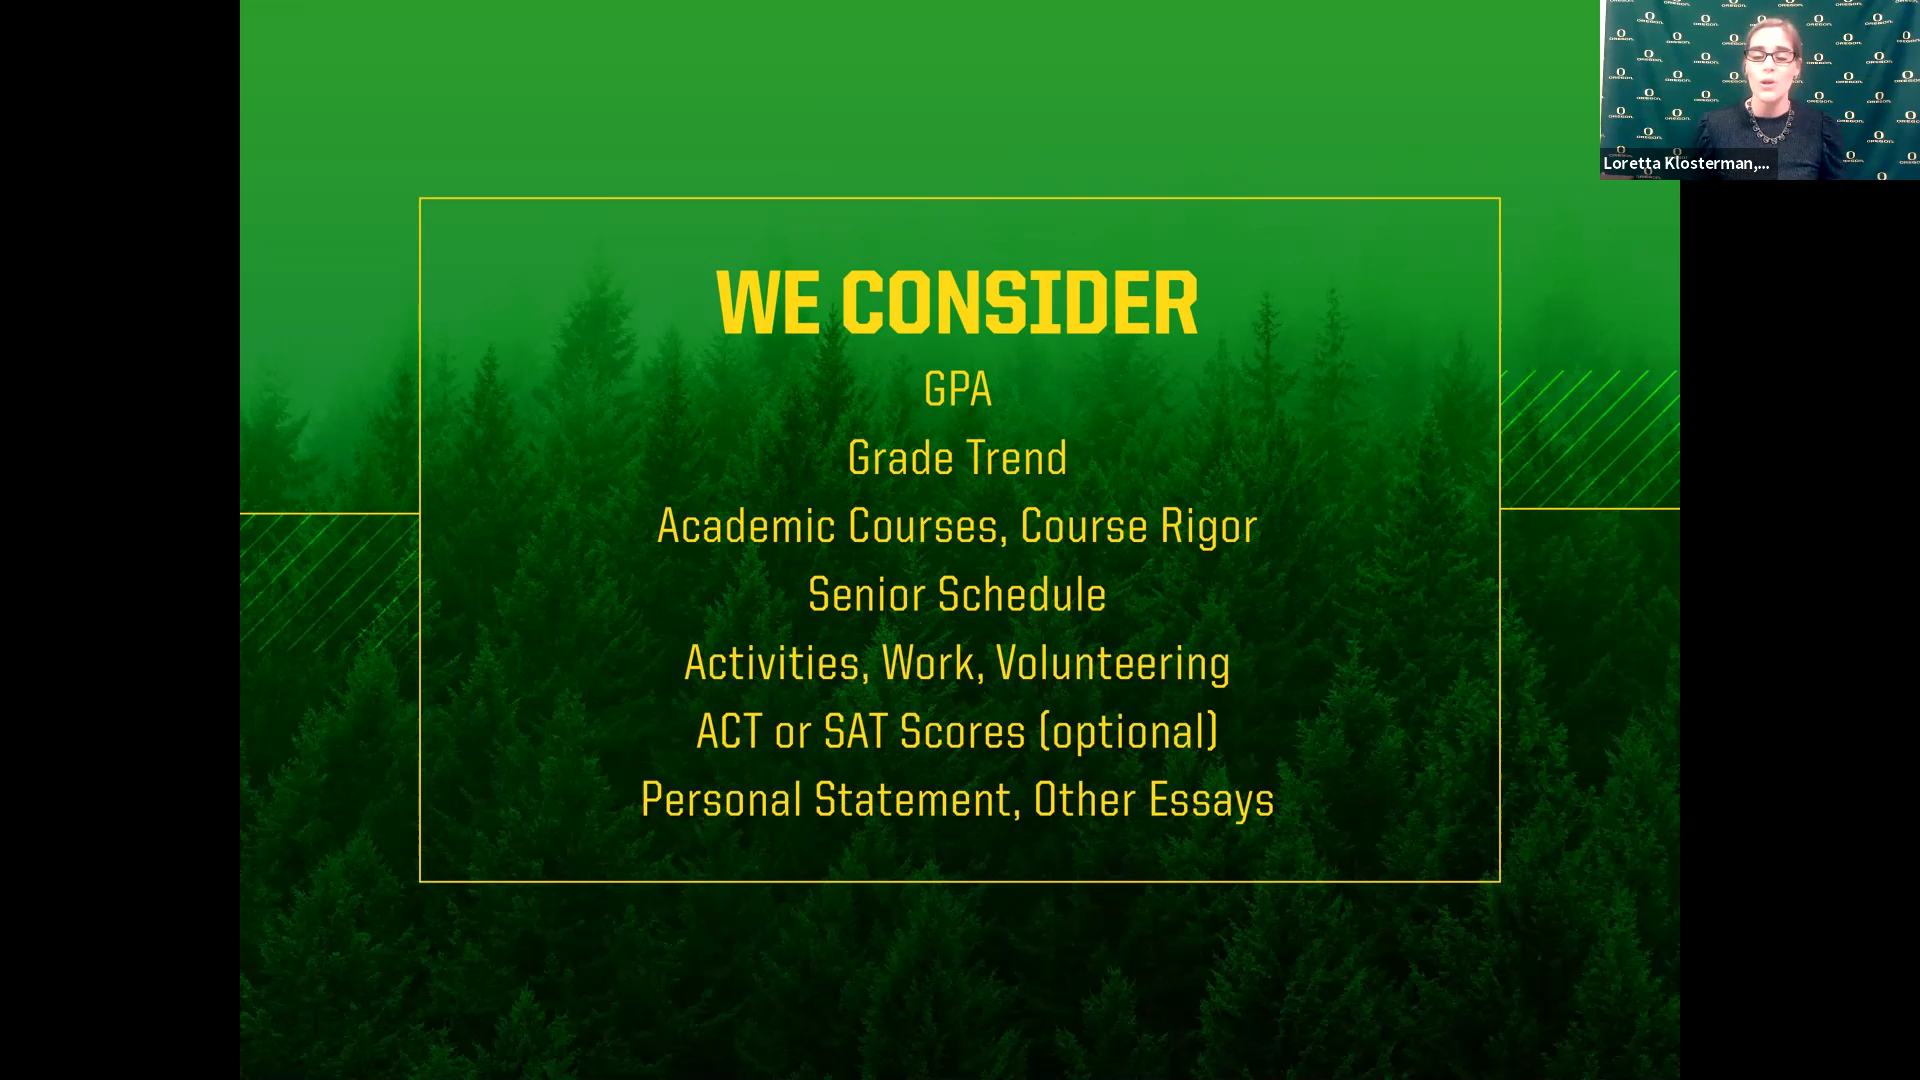 WE CONSIDER
GPA
Grade Trend
Academic Courses, Course Rigor
Senior Schedule
Activities, Work, Volunteering
ACT or SAT Scores (optional)
Personal Statement, Other Essays
Loretta Klosterman,...
OREGON